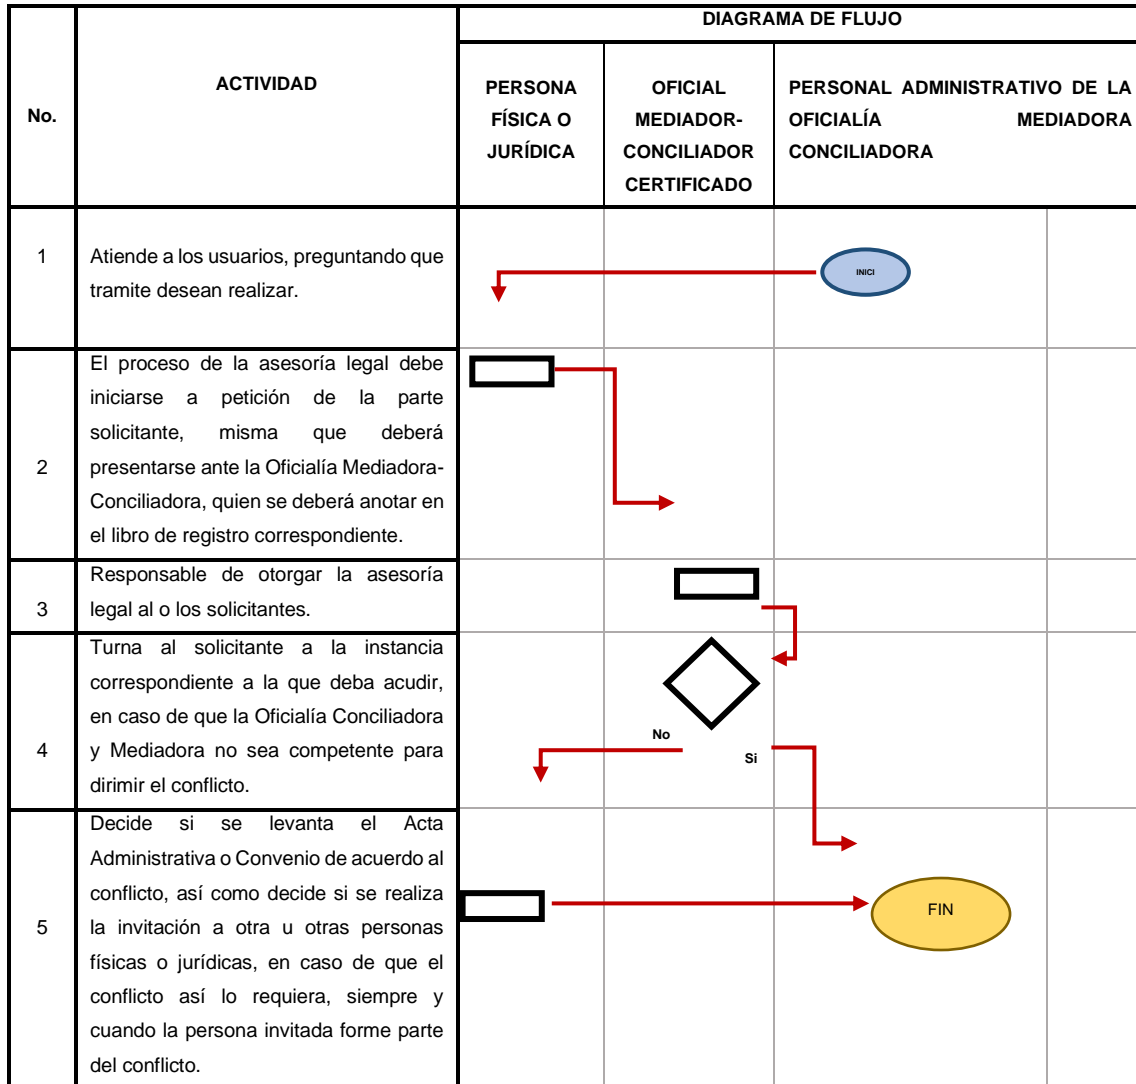 DIAGRAMA DE FLUJO
No.
ACTIVIDAD
PERSONA
FÍSICA O
JURÍDICA
OFICIAL
MEDIADOR-
CONCILIADOR
CERTIFICADO
PERSONAL ADMINISTRATIVO DE LA
OFICIALÍA MEDIADORA
CONCILIADORA
1
Atiende a los usuarios, preguntando que
tramite desean realizar.
INICI
2
El proceso de la asesoría legal debe
iniciarse a petición de la parte
solicitante, misma que deberá
presentarse ante la Oficialía Mediadora-
Conciliadora, quien se deberá anotar en
el libro de registro correspondiente.
3
Responsable de otorgar la asesoría
legal al o los solicitantes.
4
Turna al solicitante a la instancia
correspondiente a la que deba acudir,
en caso de que la Oficialía Conciliadora
y Mediadora no sea competente para
dirimir el conflicto.
No
Si
5
Decide si se levanta el Acta
Administrativa o Convenio de acuerdo al
conflicto, así como decide si se realiza
la invitación a otra u otras personas
físicas o jurídicas, en caso de que el
conflicto así lo requiera, siempre y
cuando la persona invitada forme parte
del conflicto.
FIN